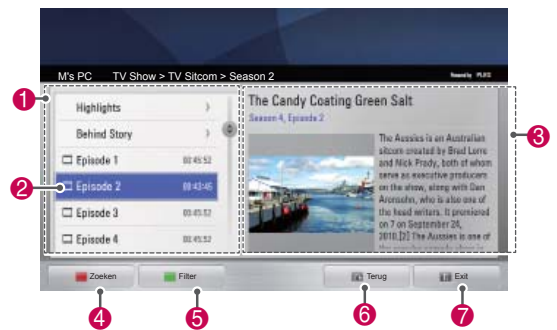 M's PC TV Show > TV Sitcom > Season 2
1
Highlights
Behind Story
Episode 1 00:45:52
2
Episode 2 00:43:45
Episode 3 00:45:52
Episode 4 00:45:52
The Candy Coating Green Salt
Season 4, Episode 2
3
The Aussies is an Australian
sitcom created by Brad Lorre
and Nick Prady, both of whom
serve as executive producers
on the show, along with Dan
Aronsohn, who is also one of
the head writers. It premiered
on 7 on September 24,
2010.[2] The Aussies is one of
Zoeken
Filter
Terug
Exit
4
5
6
7